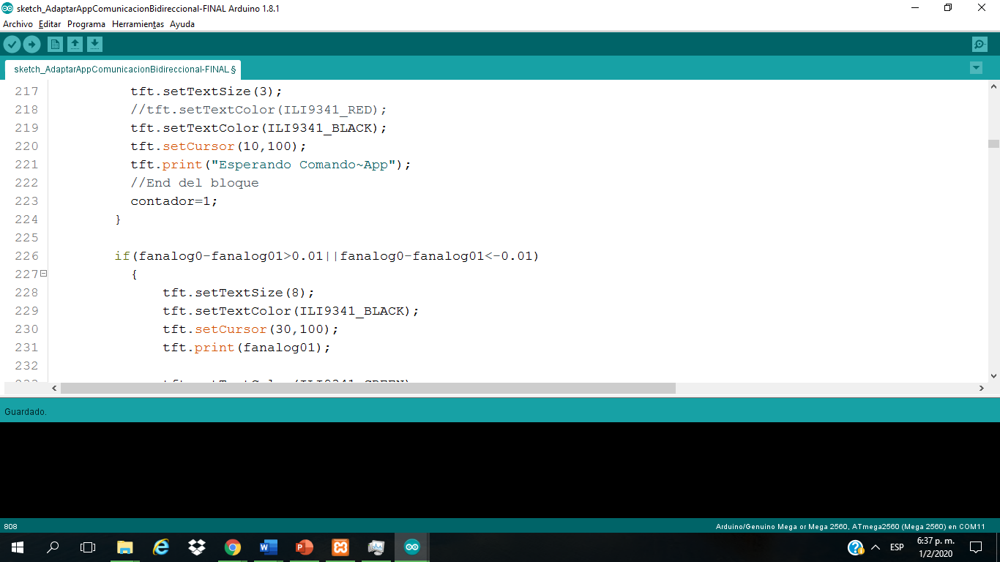 sketch_AdaptarAppComunicacionBidireccional-FINAL Arduino 1.8.1
Archivo Editar Programa Herramientas Ayuda
sketch_AdaptarAppComunicacionBidireccional-FINAL §
217 tft.setTextSize(3);
218 //tft.setTextColor(ILI9341_RED);
219 tft.setTextColor(ILI9341_BLACK);
220 tft.setCursor(10,100);
221 tft.print("Esperando Comando~App");
222 //End del bloque
223 contador=1;
224 }
225
226 if(fanalog0-fanalog01>0.01||fanalog0-fanalog01<-0.01)
227 {
228 tft.setTextSize(8);
229 tft.setTextColor(ILI9341_BLACK);
230 tft.setCursor(30,100);
231 tft.print(fanalog01);
232
Guardado.
808
Arduino/Genuino Mega or Mega 2560, ATmega2560 (Mega 2560) en COM11
ESP
6:37 p. m.
1/2/2020